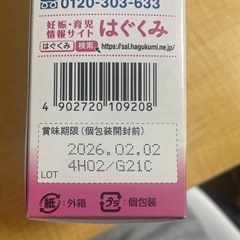 0120-303-633
妊娠・育児
情報サイト はぐくみ
はぐくみ 検索 https://ssl.hagukumi.ne.jp/
4 902720 109208
賞味期限（個包装開封前）
2026.02.02
4H02/G21C
LOT
紙：外箱 プラ：個包装